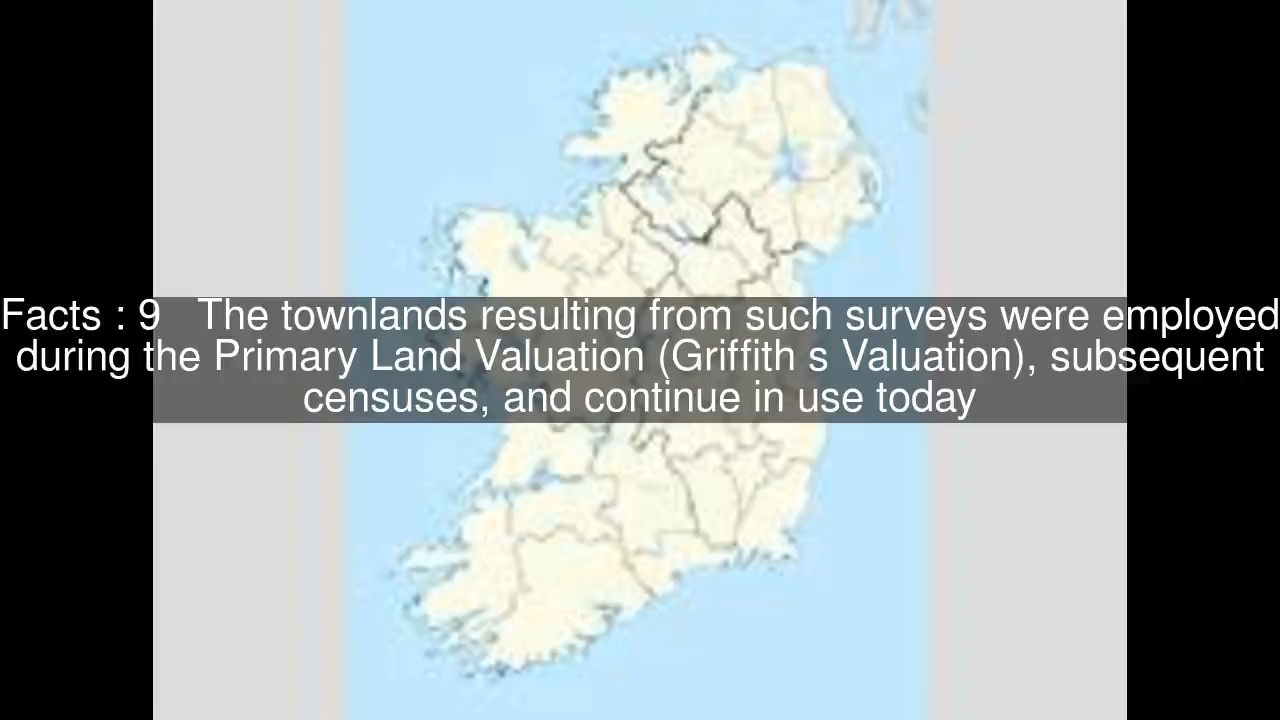 Facts : 9   The townlands resulting from such surveys were employed
during the Primary Land Valuation (Griffith s Valuation), subsequent
censuses, and continue in use today